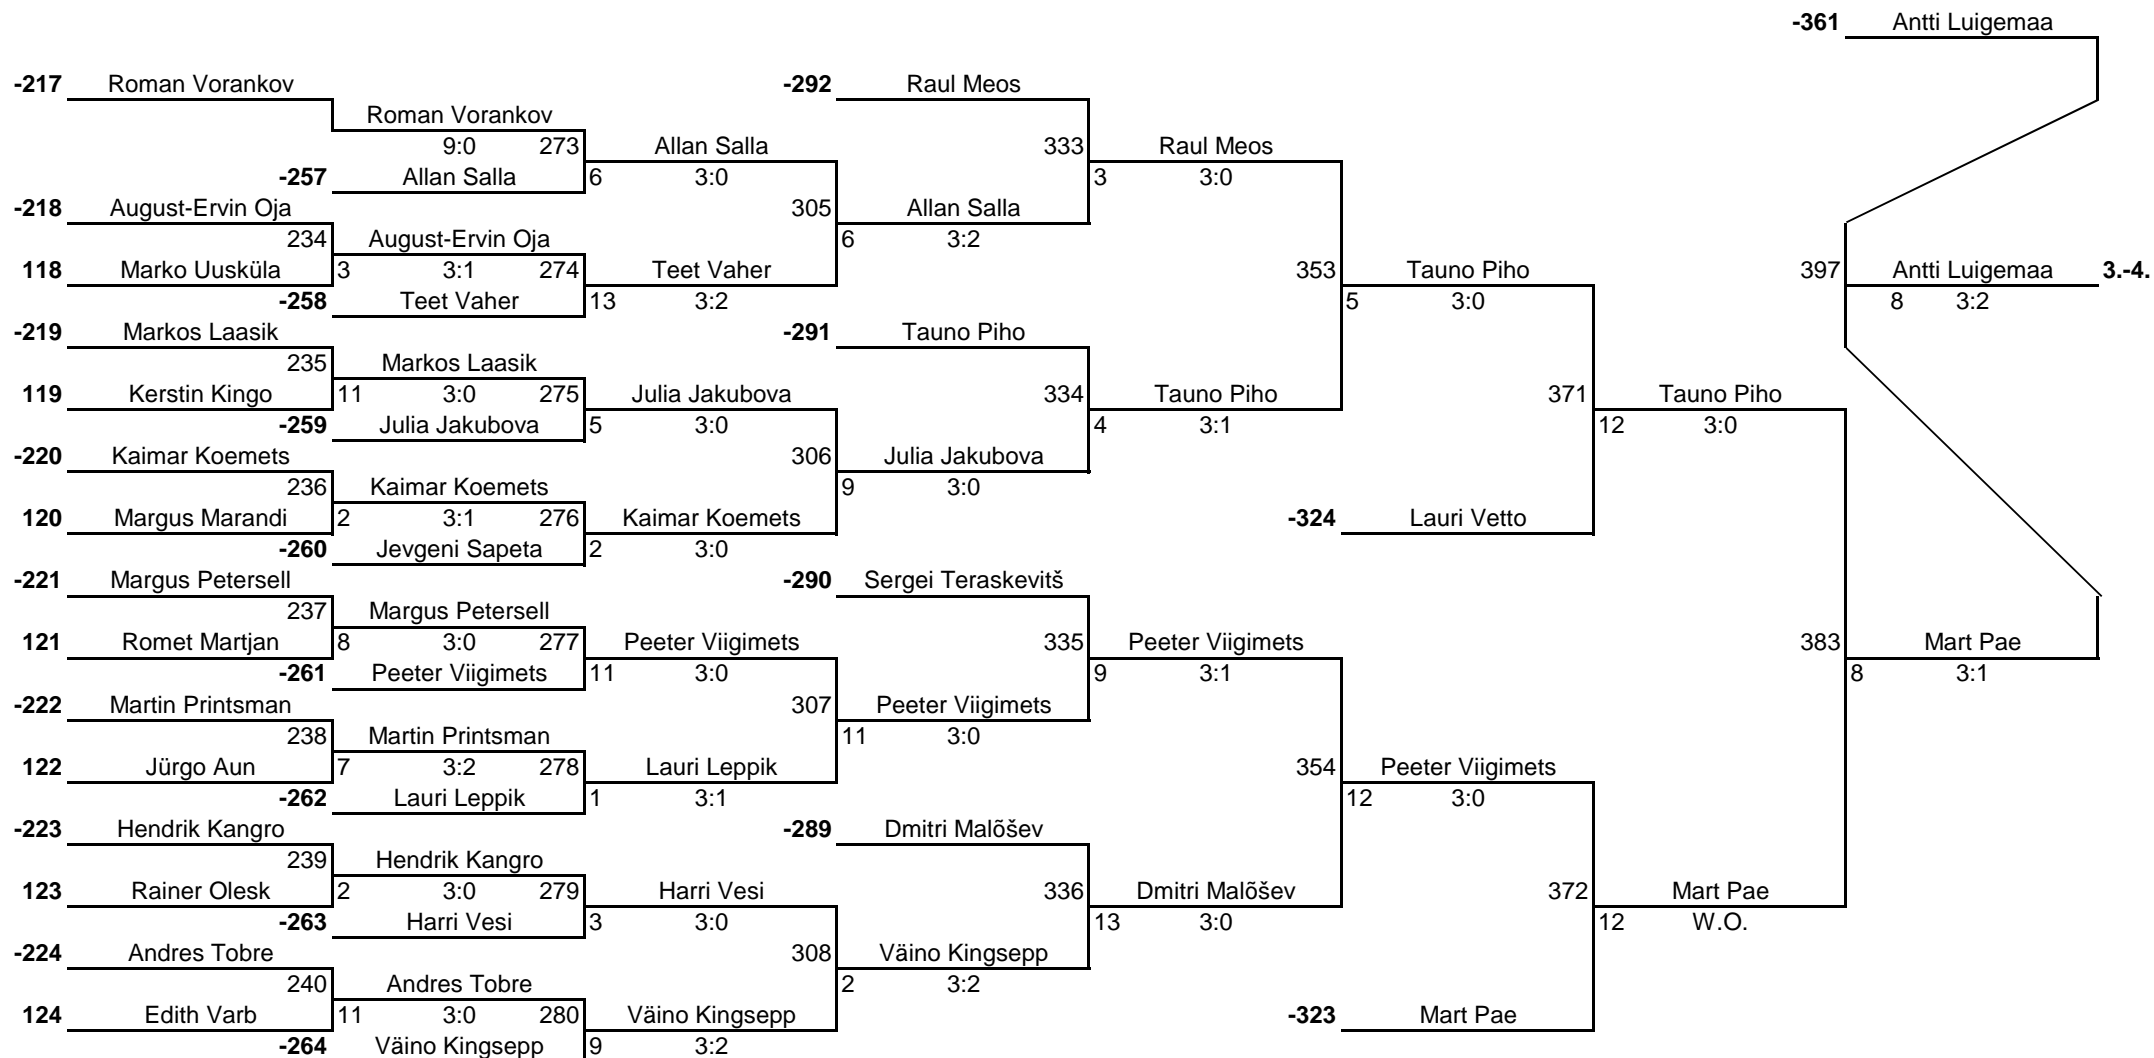 -361 Antti Luigemaa
-217 Roman Vorankov -292 Raul Meos
Roman Vorankov
9:0 273 Allan Salla 333 Raul Meos
-257 Allan Salla 6 3:0 3 3:0
-218 August-Ervin Oja 305 Allan Salla
234 August-Ervin Oja 6 3:2
118 Marko Uusküla 3 3:1 274 Teet Vaher 353 Tauno Piho 397 Antti Luigemaa 3.-4.
-258 Teet Vaher 13 3:2 5 3:0 8 3:2
-219 Markos Laasik -291 Tauno Piho
235 Markos Laasik
119 Kerstin Kingo 11 3:0 275 Julia Jakubova 334 Tauno Piho 371 Tauno Piho
-259 Julia Jakubova 5 3:0 4 3:1 12 3:0
-220 Kaimar Koemets 306 Julia Jakubova
236 Kaimar Koemets 9 3:0
120 Margus Marandi 2 3:1 276 Kaimar Koemets -324 Lauri Vetto
-260 Jevgeni Sapeta 2 3:0
-221 Margus Petersell -290 Sergei Teraskevitš
237 Margus Petersell
121 Romet Martjan 8 3:0 277 Peeter Viigimets 335 Peeter Viigimets 383 Mart Pae
-261 Peeter Viigimets 11 3:0 9 3:1 8 3:1
-222 Martin Printsman 307 Peeter Viigimets
238 Martin Printsman 11 3:0
122 Jürgo Aun 7 3:2 278 Lauri Leppik 354 Peeter Viigimets
-262 Lauri Leppik 1 3:1 12 3:0
-223 Hendrik Kangro -289 Dmitri Malõšev
239 Hendrik Kangro
123 Rainer Olesk 2 3:0 279 Harri Vesi 336 Dmitri Malõšev 372 Mart Pae
-263 Harri Vesi 3 3:0 13 3:0 12 W.O.
-224 Andres Tobre 308 Väino Kingsepp
240 Andres Tobre 2 3:2
124 Edith Varb 11 3:0 280 Väino Kingsepp -323 Mart Pae
-264 Väino Kingsepp 9 3:2